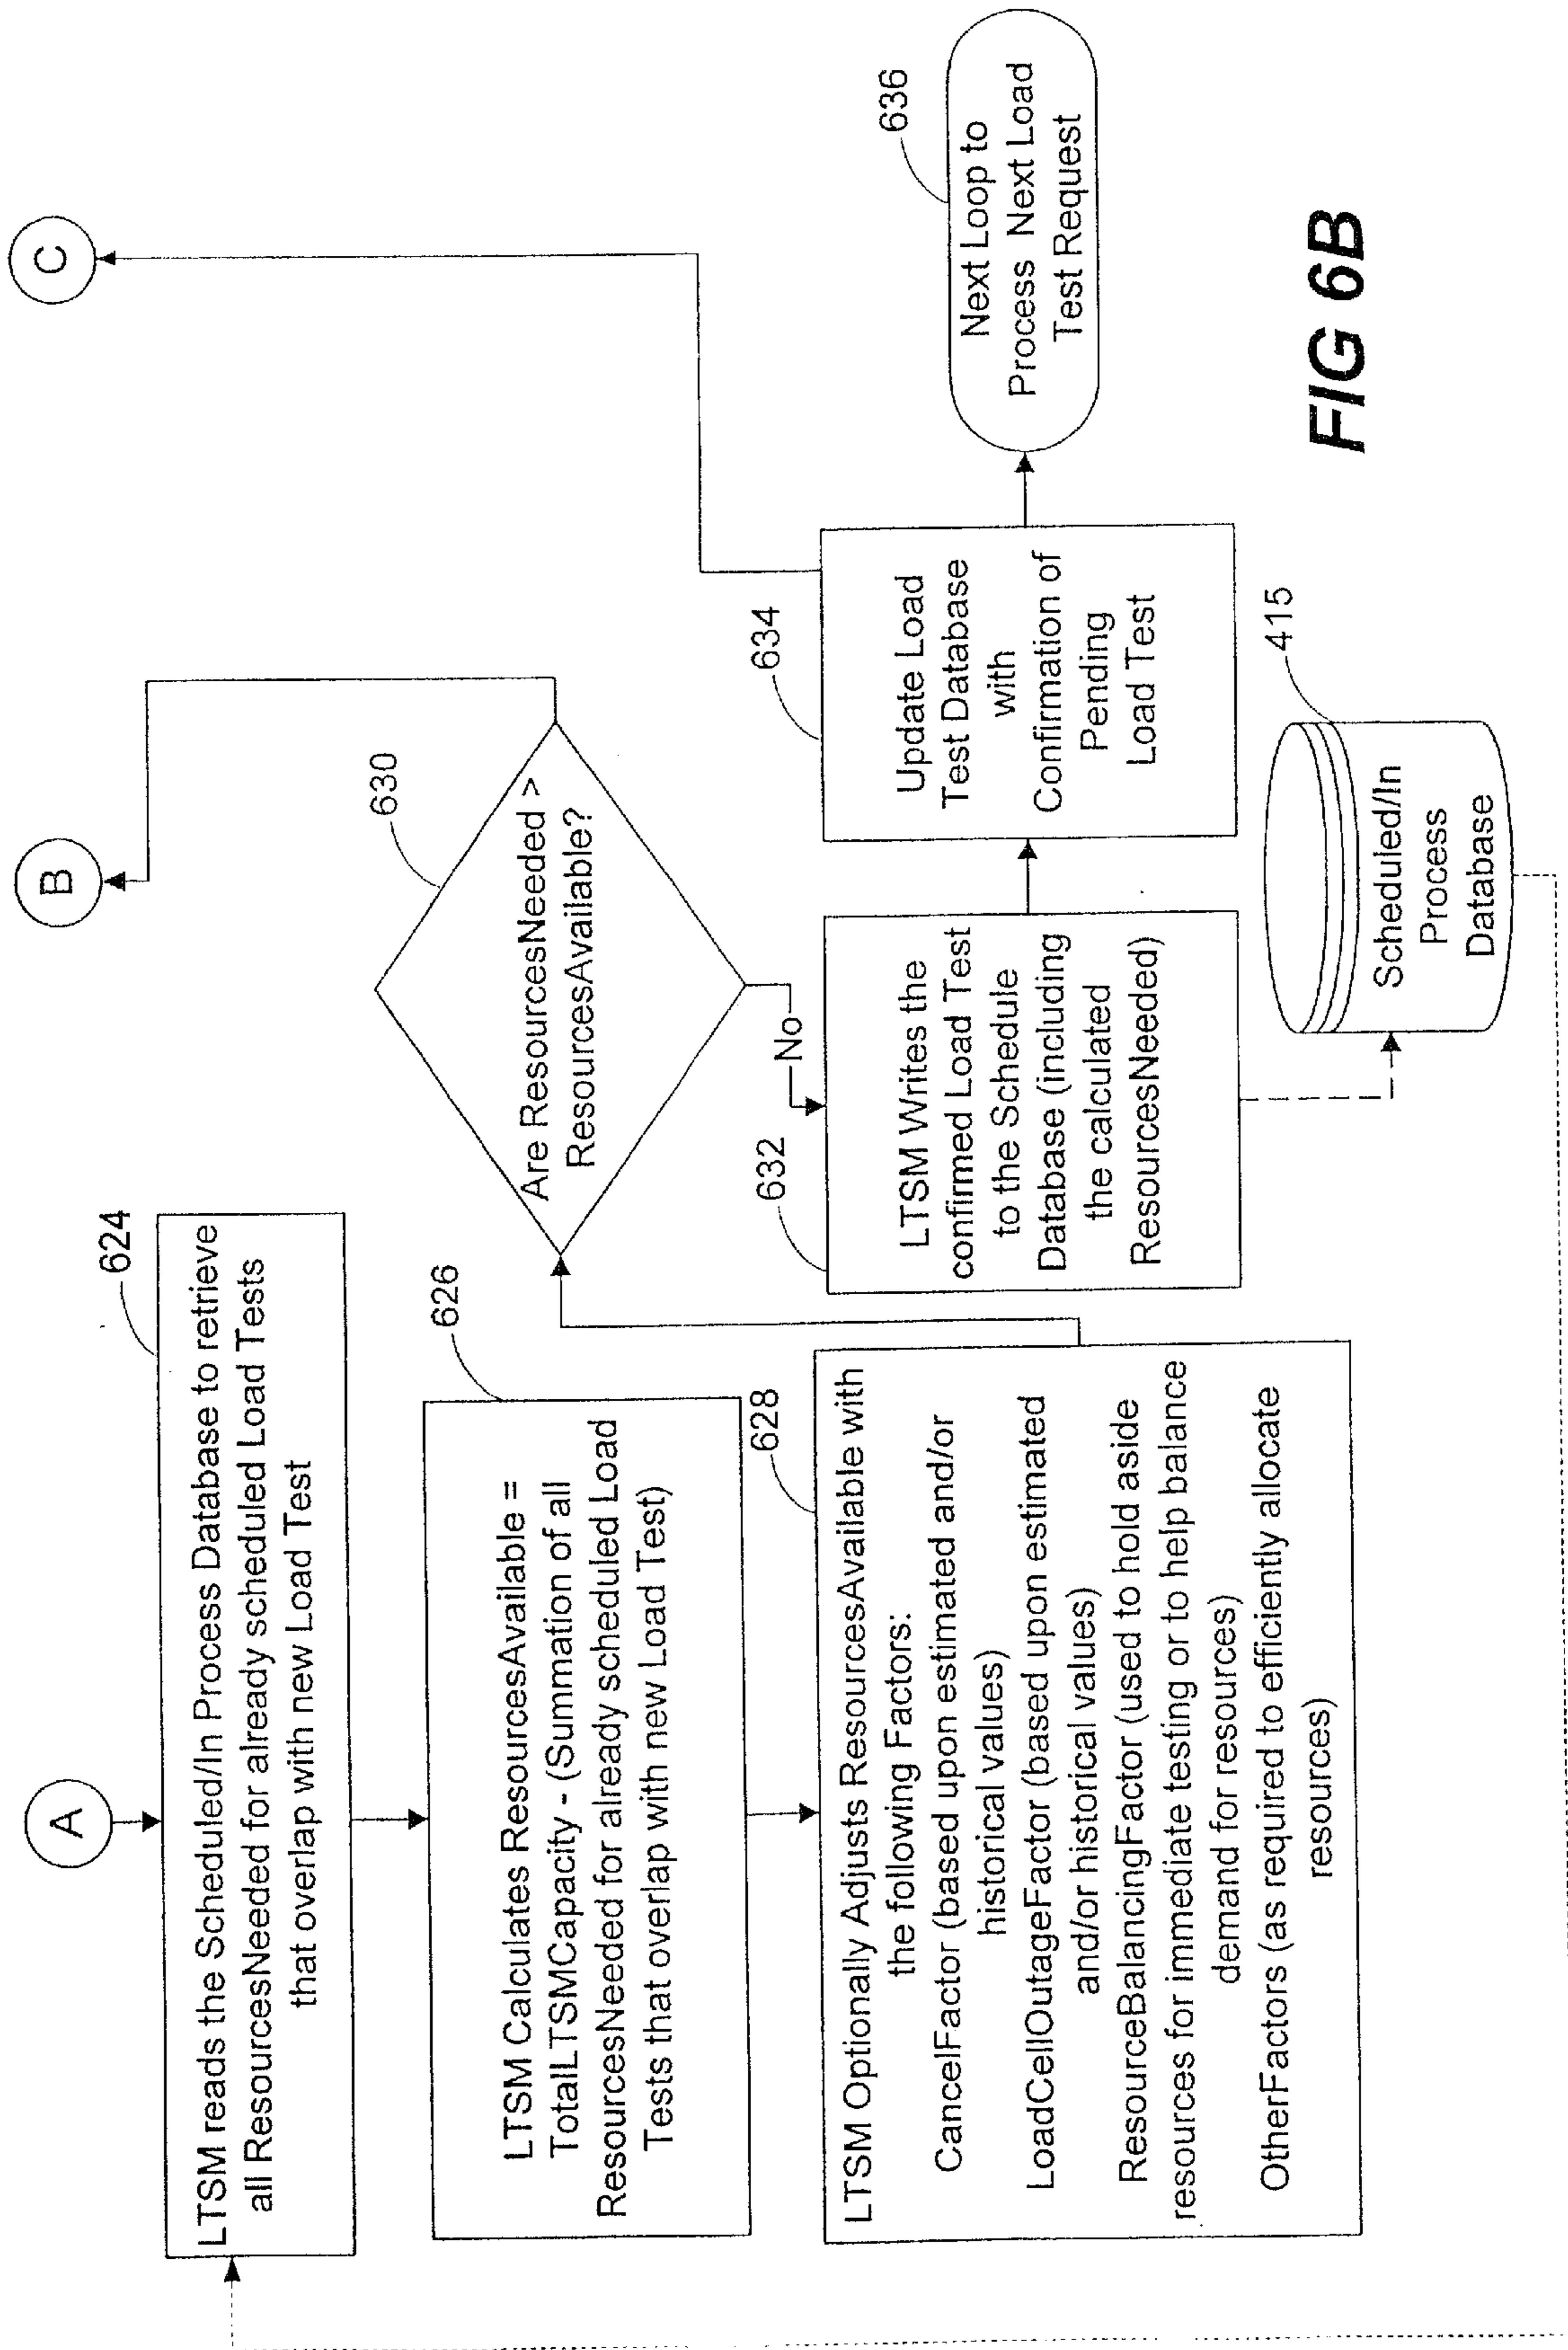 A
624
LTSM reads the Scheduled/In Process Database to retrieve
all ResourcesNeeded for already scheduled Load Tests
that overlap with new Load Test
626
LTSM Calculates ResourcesAvailable =
TotalLTSMCapacity - (Summation of all
ResourcesNeeded for already scheduled Load
Tests that overlap with new Load Test)
628
LTSM Optionally Adjusts ResourcesAvailable with
the following Factors:
CancelFactor (based upon estimated and/or
historical values)
LoadCellOutageFactor (based upon estimated
and/or historical values)
ResourceBalancingFactor (used to hold aside
resources for immediate testing or to help balance
demand for resources)
OtherFactors (as required to efficiently allocate
resources)
B
630
Are ResourcesNeeded >
ResourcesAvailable?
No
632
LTSM Writes the
confirmed Load Test
to the Schedule
Database (including
the calculated
ResourcesNeeded)
C
634
Update Load
Test Database
with
Confirmation of
Pending
Load Test
636
Next Loop to
Process Next Load
Test Request
415
Scheduled/In
Process
Database
FIG 6B